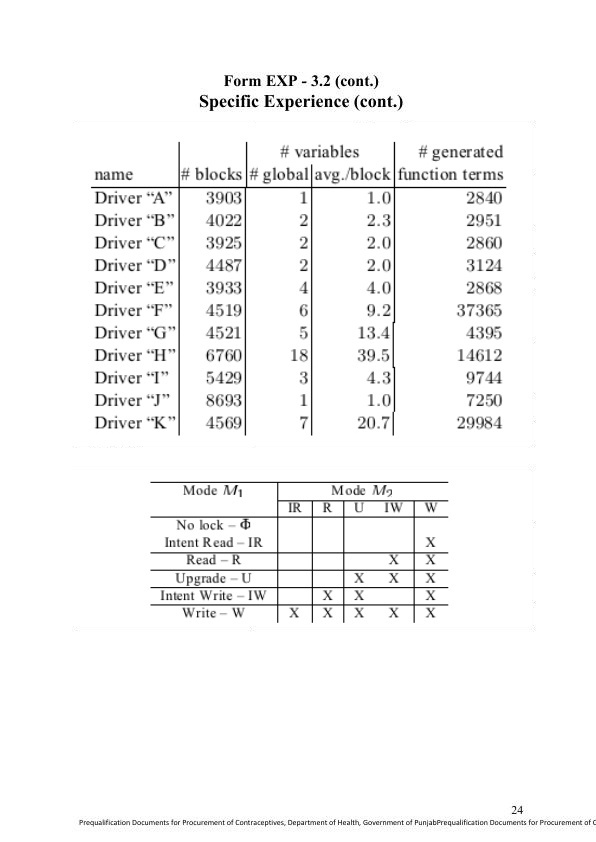 Form EXP - 3.2 (cont.)
Specific Experience (cont.)
# variables # generated
name # blocks # global avg./block function terms
Driver “A” 3903 1 1.0 2840
Driver “B” 4022 2 2.3 2951
Driver “C” 3925 2 2.0 2860
Driver “D” 4487 2 2.0 3124
Driver “E” 3933 4 4.0 2868
Driver “F” 4519 6 9.2 37365
Driver “G” 4521 5 13.4 4395
Driver “H” 6760 18 39.5 14612
Driver “I” 5429 3 4.3 9744
Driver “J” 8693 1 1.0 7250
Driver “K” 4569 7 20.7 29984
Mode M1 Mode M2
IR R U IW W
No lock – Φ
Intent Read – IR X
Read – R X X
Upgrade – U X X X
Intent Write – IW X X X
Write – W X X X X X
24
Prequalification Documents for Procurement of Contraceptives, Department of Health, Government of PunjabPrequalification Documents for Procurement of C